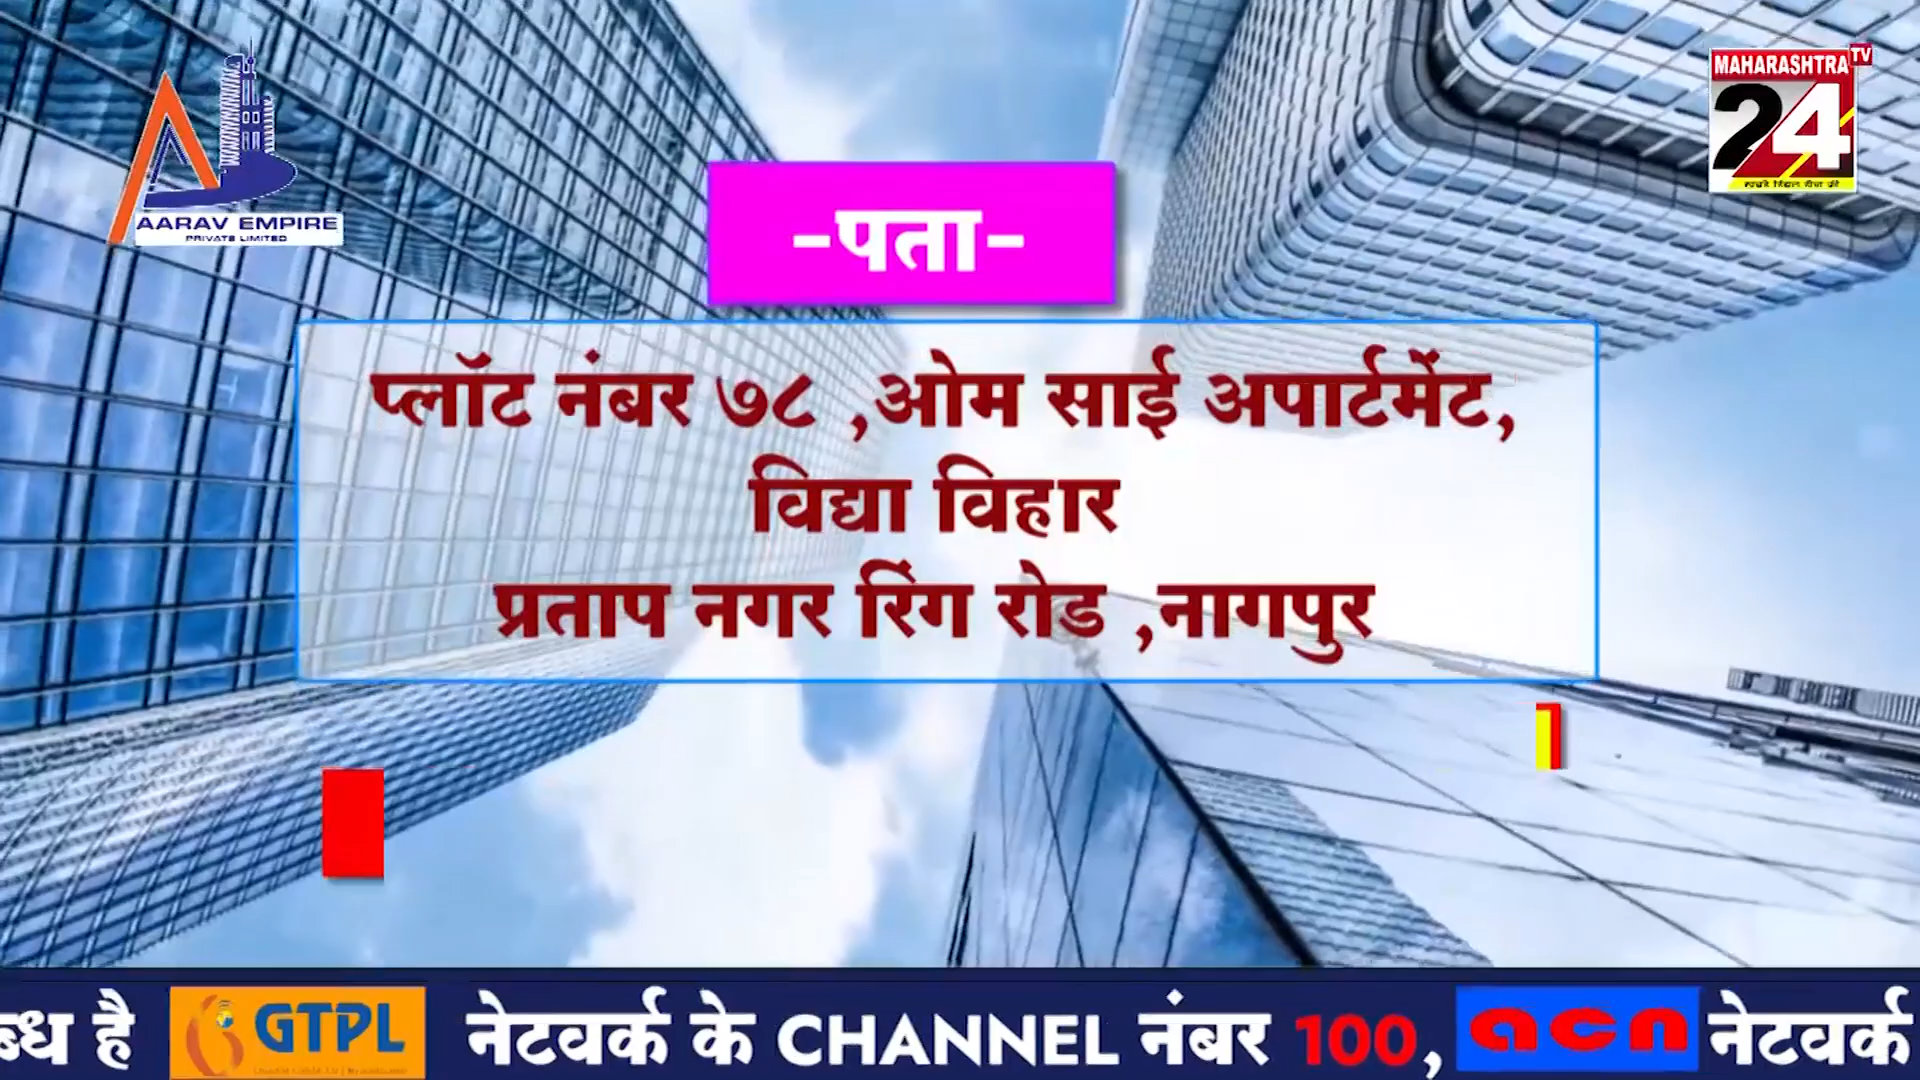 AARAV EMPIRE
PRIVATE LIMITED
MAHARASHTRA TV
24
-पता-
प्लॉट नंबर ७८ ,ओम साई अपार्टमेंट,
विद्या विहार
प्रताप नगर रिंग रोड ,नागपुर
ब्ध है GTPL नेटवर्क के CHANNEL नंबर 100, acn नेटवर्क